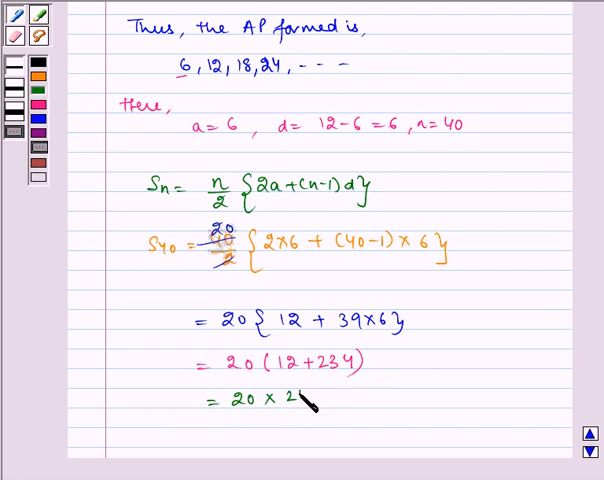 Thus, the AP formed is,
6, 12, 18, 24, - - - -
Here,
a = 6 , d = 12 - 6 = 6 , n = 40
Sn = n/2 {2a + (n-1) d}
20
S40 = 40/2 {2×6 + (40-1) × 6}
= 20 { 12 + 39×6}
= 20 ( 12 + 234)
= 20 × 2